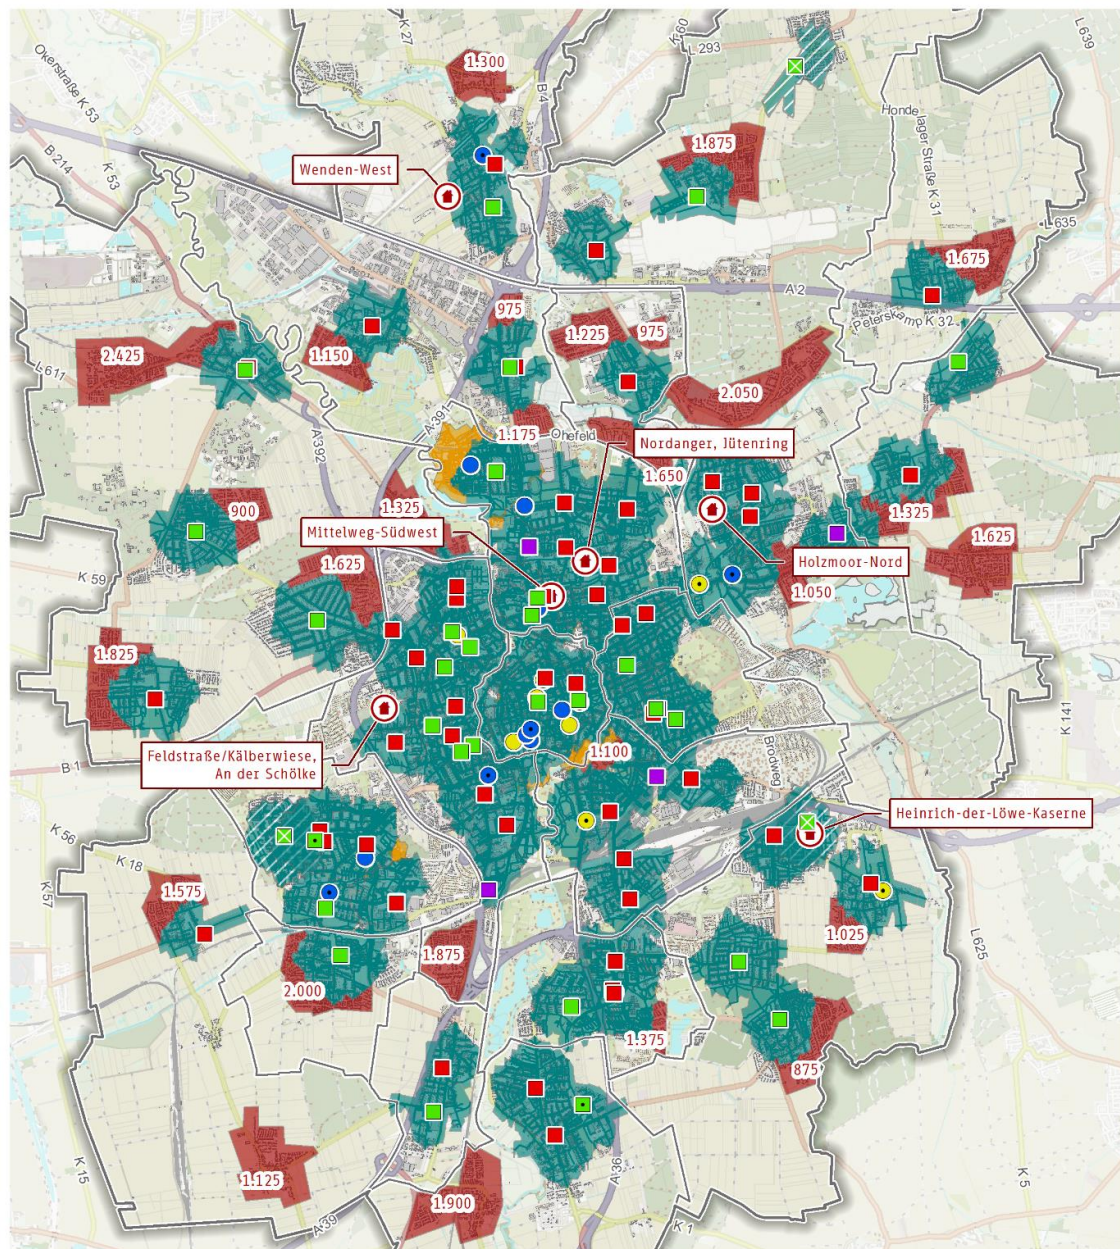 K 27
K 60
L 293
L 639
Okerstraße K 53
K 53
B 214
1.300
B 4
1.875
Wenden-West
K 31
L 635
1.675
A 2
Peterskamp K 32
975
1.225
975
2.425
1.150
L 611
2.050
A 391
A 392
1.175
Ohefeld
Nordanger, Jütenring
1.650
1.325
1.325
900
Mittelweg-Südwest
1.625
Holzmoor-Nord
K 59
1.625
1.050
1.825
K 141
Feldstraße/Kälberwiese,
An der Schölke
B 1
1.100
Brodweg
Heinrich-der-Löwe-Kaserne
K 56
K 18
K 57
1.575
1.025
L 625
1.875
2.000
1.375
875
K 15
1.125
A 39
1.900
A 36
K 1
K 5